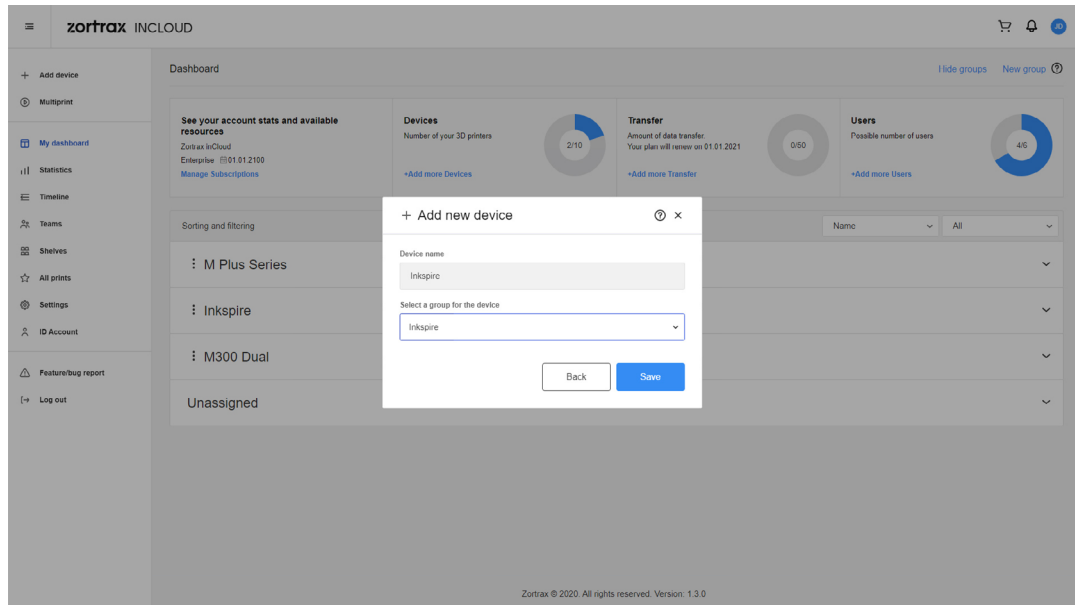 zortrax INCLOUD
JD
Add device
Multiprint
My dashboard
Statistics
Timeline
Teams
Shelves
All prints
Settings
ID Account
Feature/bug report
Log out
Dashboard
Hide groups
New group
See your account stats and available
resources
Zortrax inCloud
Enterprise 01.01.2100
Manage Subscriptions
Devices
Number of your 3D printers
+Add more Devices
2/10
Transfer
Amount of data transfer.
Your plan will renew on 01.01.2021
+Add more Transfer
0/50
Users
Possible number of users
+Add more Users
4/6
Sorting and filtering
Name
All
M Plus Series
Inkspire
M300 Dual
Unassigned
+ Add new device
Device name
Inkspire
Select a group for the device
Inkspire
Back
Save
Zortrax © 2020. All rights reserved. Version: 1.3.0